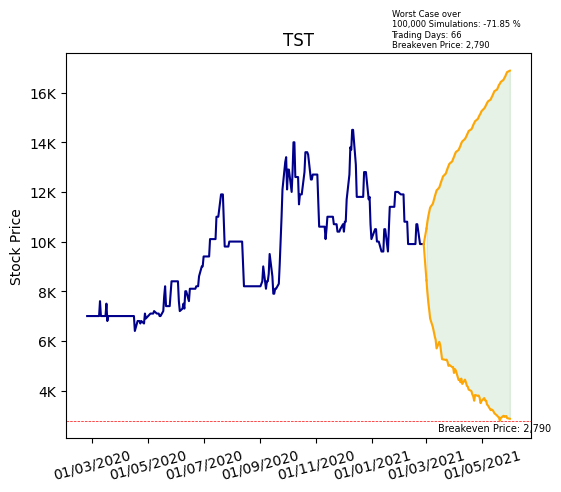 Worst Case over
100,000 Simulations: -71.85 %
Trading Days: 66
Breakeven Price: 2,790
TST
Stock Price
16K
14K
12K
10K
8K
6K
4K
Breakeven Price: 2,790
01/03/2020
01/05/2020
01/07/2020
01/09/2020
01/11/2020
01/01/2021
01/03/2021
01/05/2021